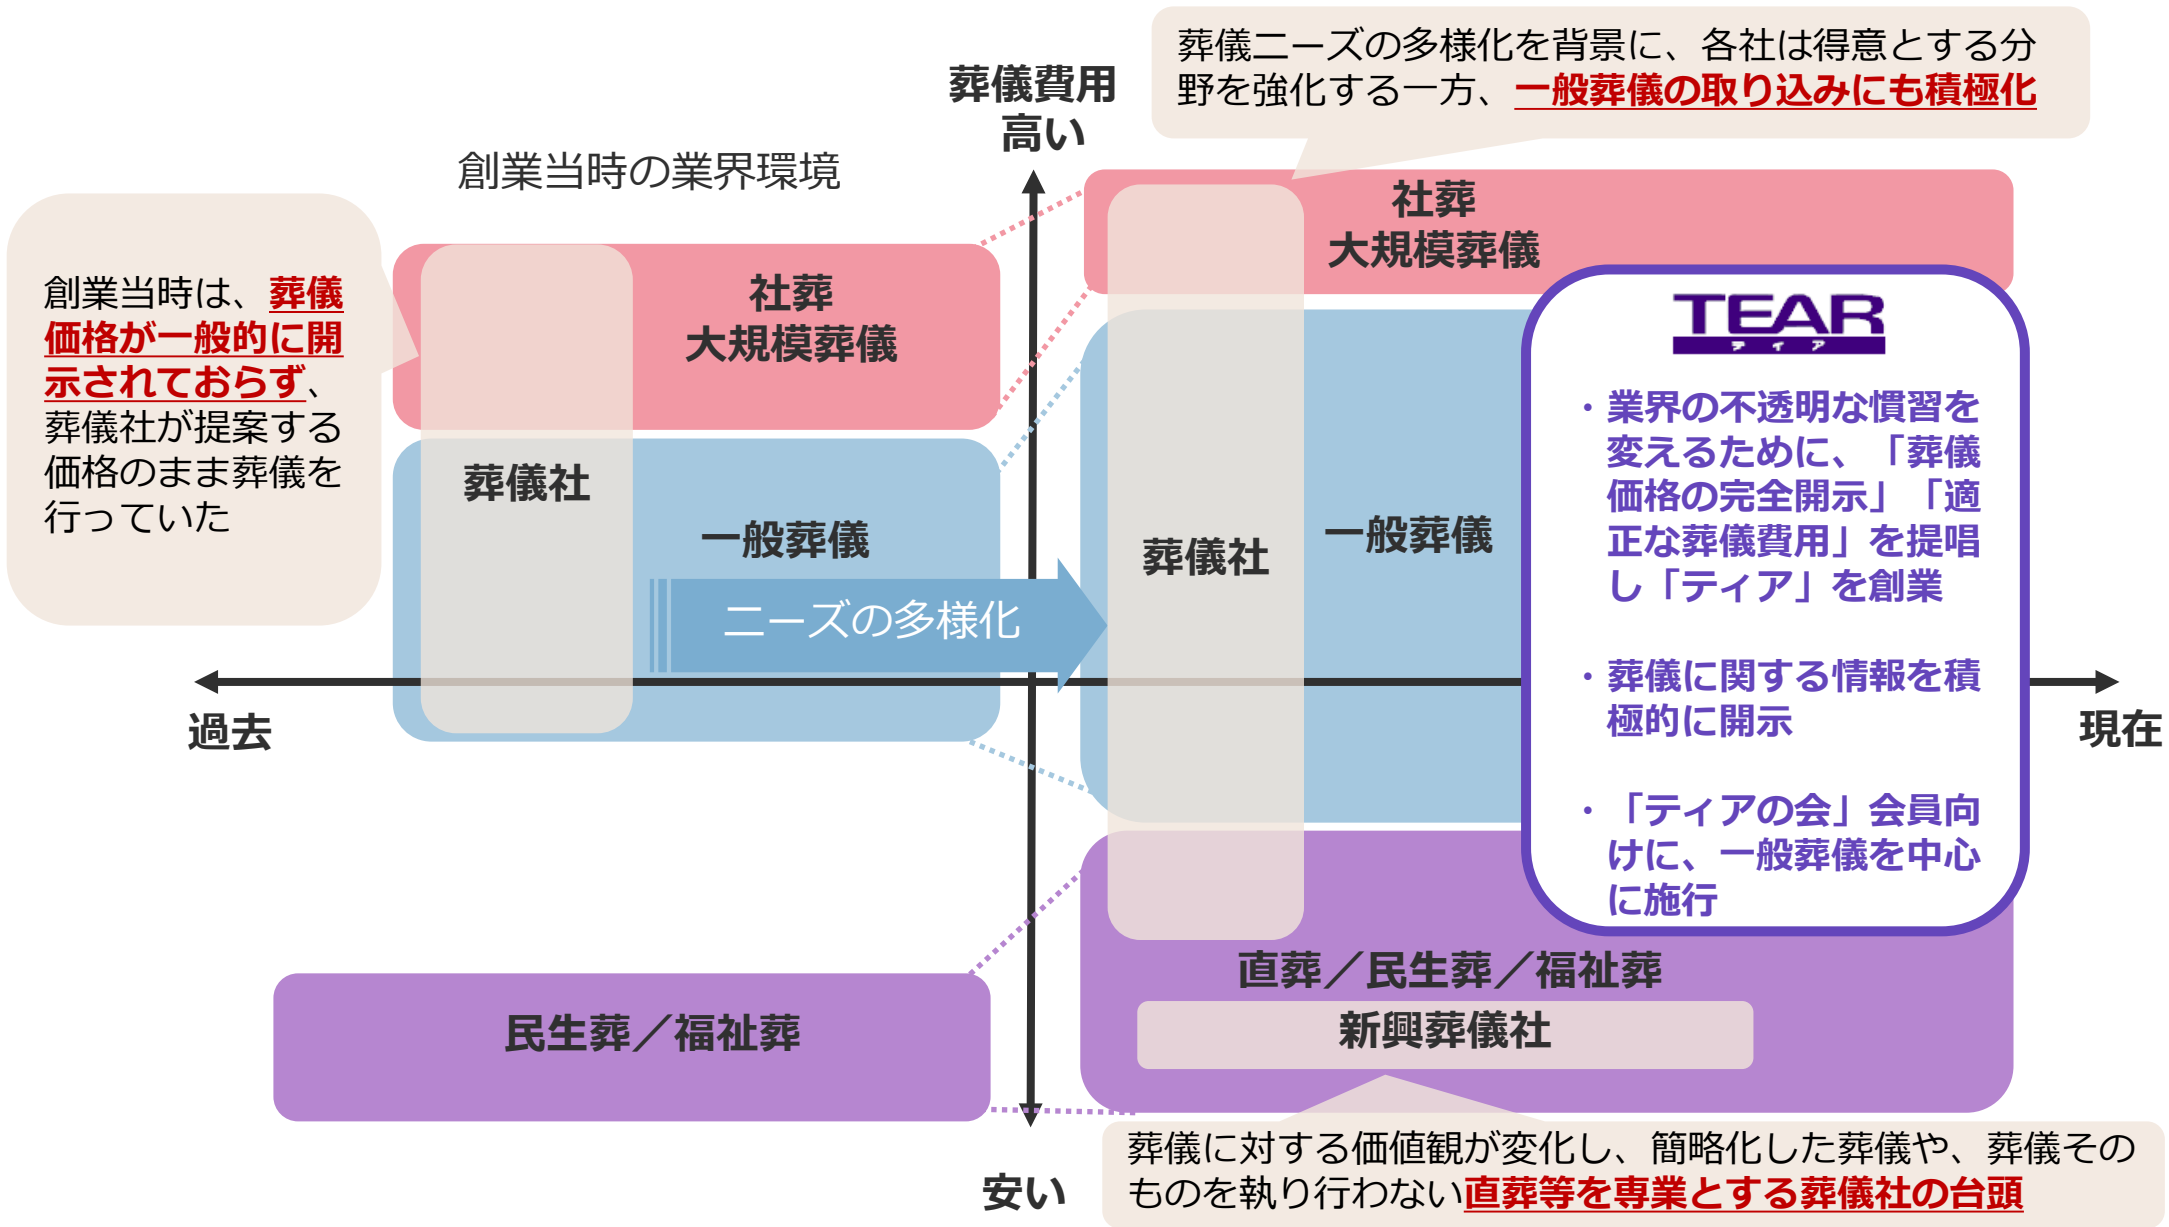 葬儀ニーズの多様化を背景に、各社は得意とする分
野を強化する一方、一般葬儀の取り込みにも積極化
葬儀費用
高い
創業当時の業界環境
創業当時は、葬儀
価格が一般的に開
示されておらず、
葬儀社が提案する
価格のまま葬儀を
行っていた
社葬
大規模葬儀
葬儀社
一般葬儀
ニーズの多様化
過去
民生葬／福祉葬
社葬
大規模葬儀
葬儀社
一般葬儀
TEAR
ティア
・業界の不透明な慣習を
変えるために、「葬儀
価格の完全開示」「適
正な葬儀費用」を提唱
し「ティア」を創業
・葬儀に関する情報を積
極的に開示
・「ティアの会」会員向
けに、一般葬儀を中心
に施行
現在
直葬／民生葬／福祉葬
新興葬儀社
安い
葬儀に対する価値観が変化し、簡略化した葬儀や、葬儀その
ものを執り行わない直葬等を専業とする葬儀社の台頭